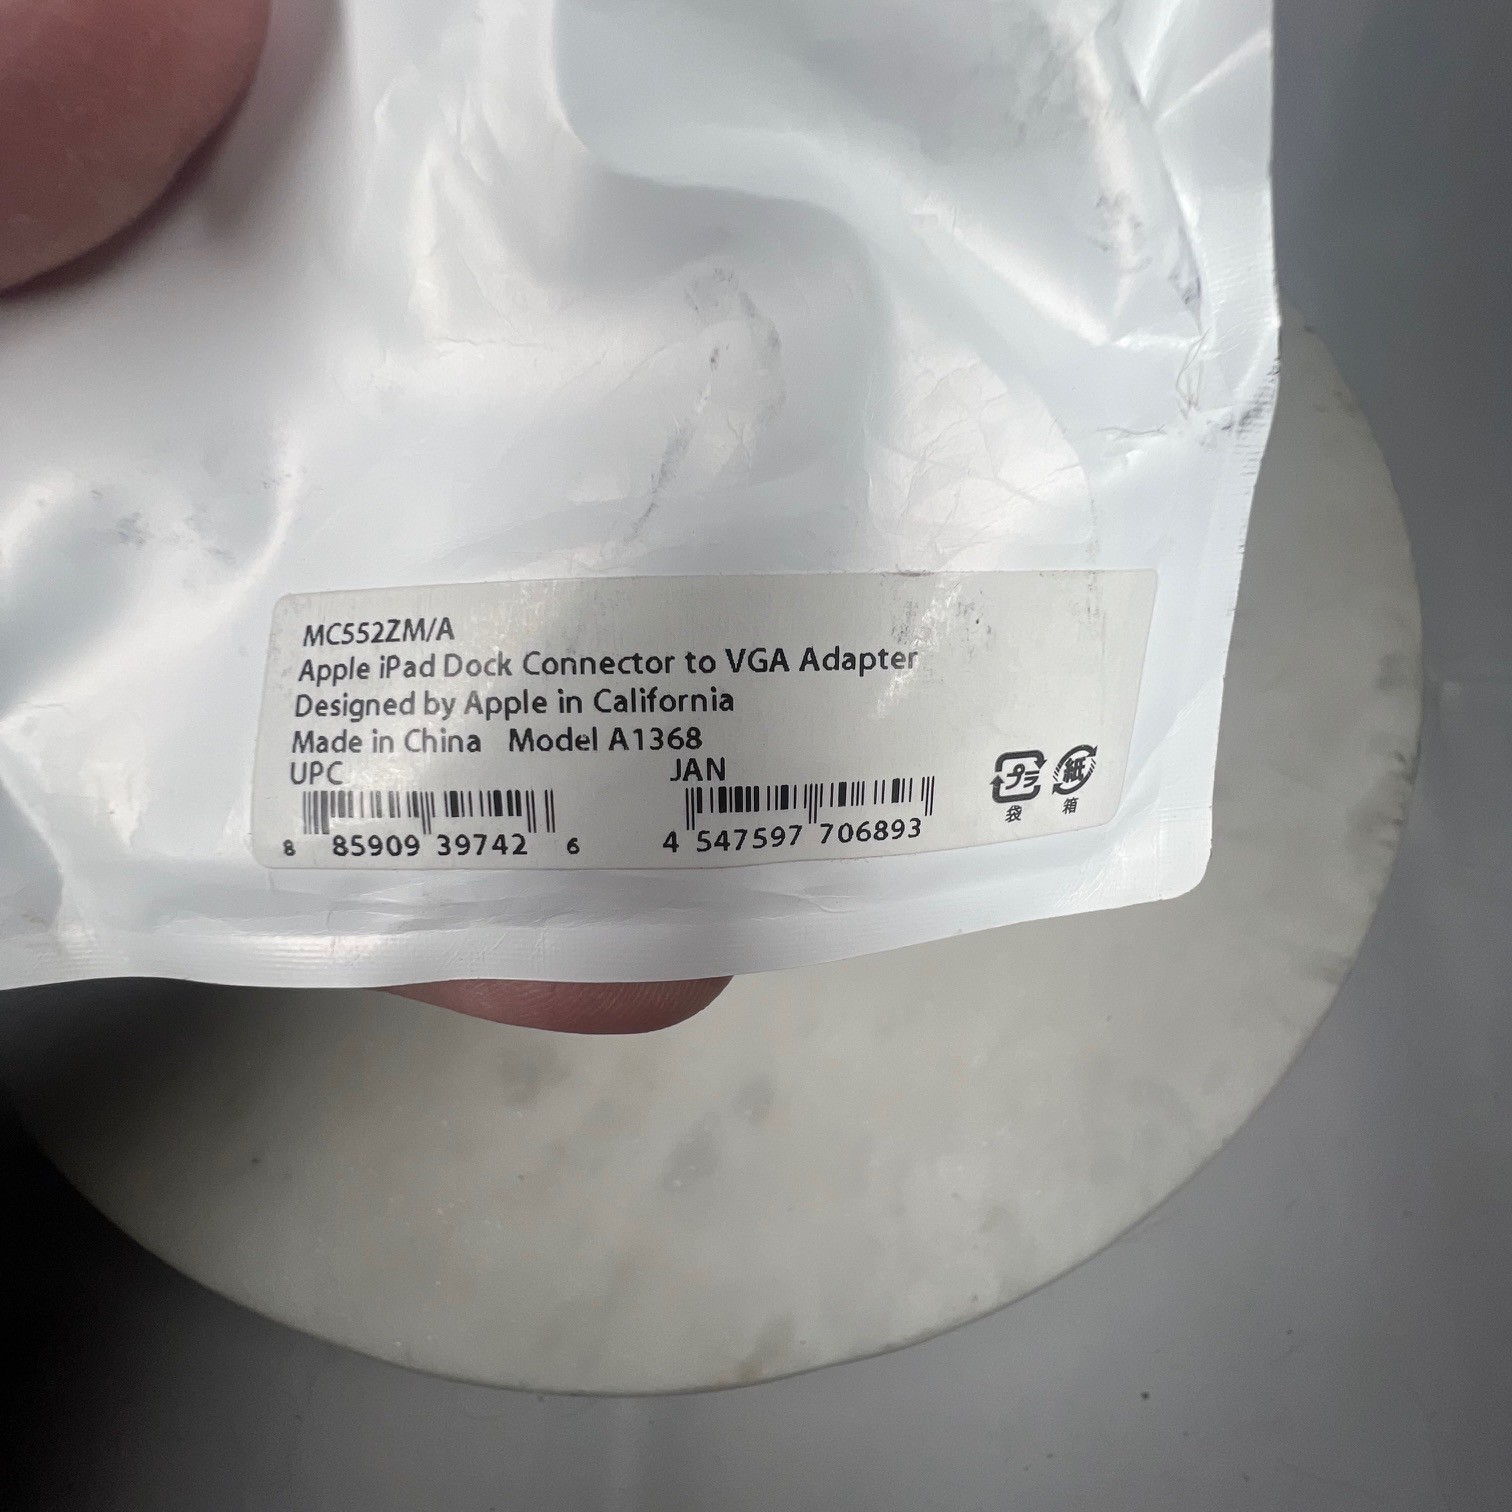 MC552ZM/A
Apple iPad Dock Connector to VGA Adapter
Designed by Apple in California
Made in China Model A1368
UPC JAN
8 85909 39742 6 4 547597 706893
プラ 紙
袋 箱